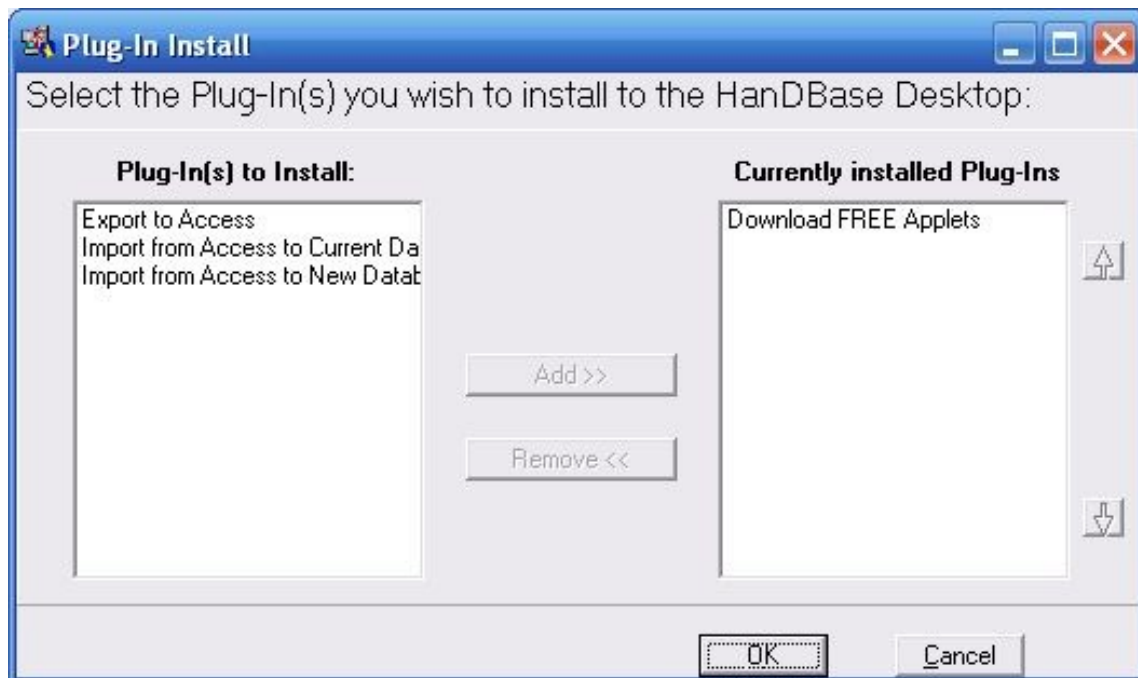 Plug-In Install
Select the Plug-In(s) you wish to install to the HanDBase Desktop:
Plug-In(s) to Install:
Export to Access
Import from Access to Current Da
Import from Access to New Datab
Add >>
Remove <<
Currently installed Plug-Ins
Download FREE Applets
OK
Cancel